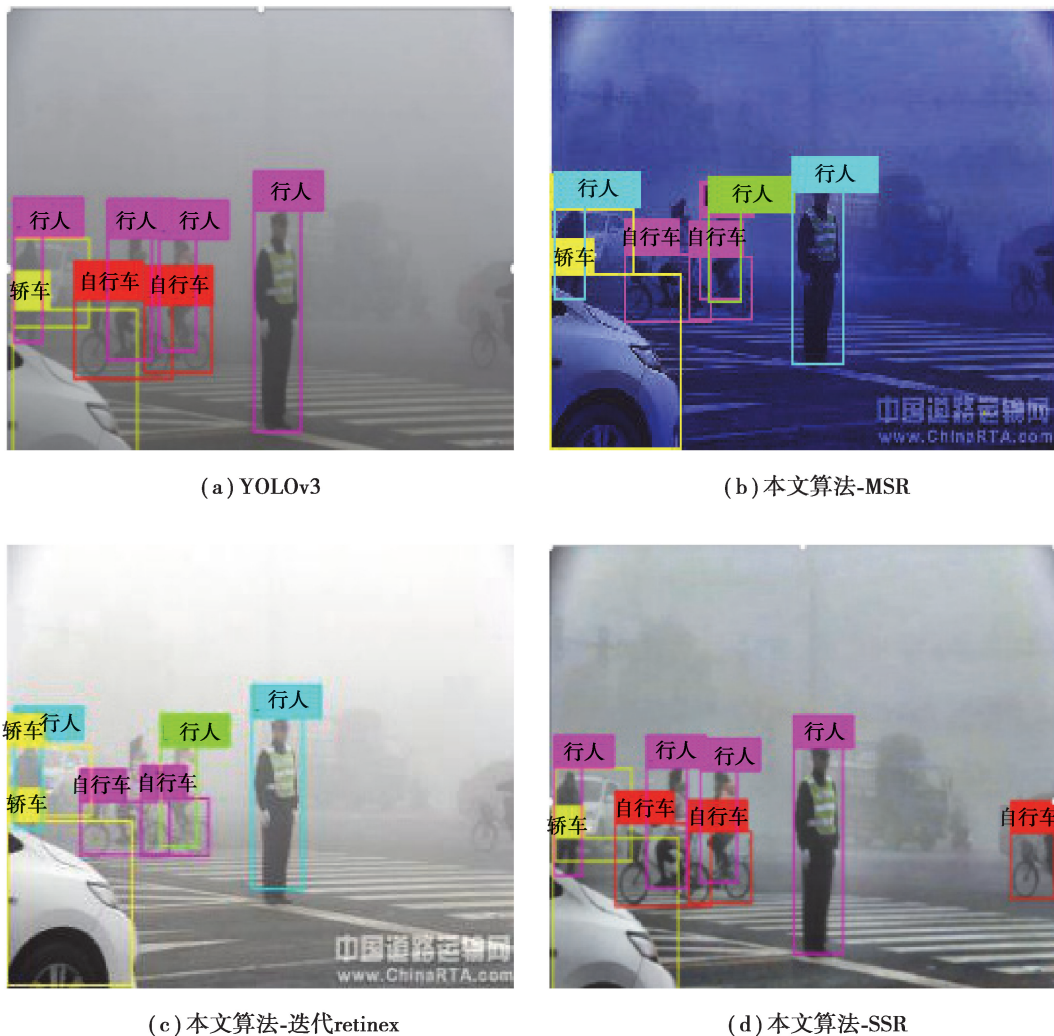 行人
行人
行人
行人
轿车
自行车
自行车
(a) YOLOv3
行人
行人
行人
自行车
自行车
轿车
中国道路运输网
www.ChinaRTA.com
(b) 本文算法-MSR
行人
轿车
行人
行人
自行车
自行车
轿车
中国道路运输网
www.ChinaRTA.com
(c) 本文算法-迭代retinex
行人
行人
行人
行人
自行车
自行车
自行车
轿车
(d) 本文算法-SSR